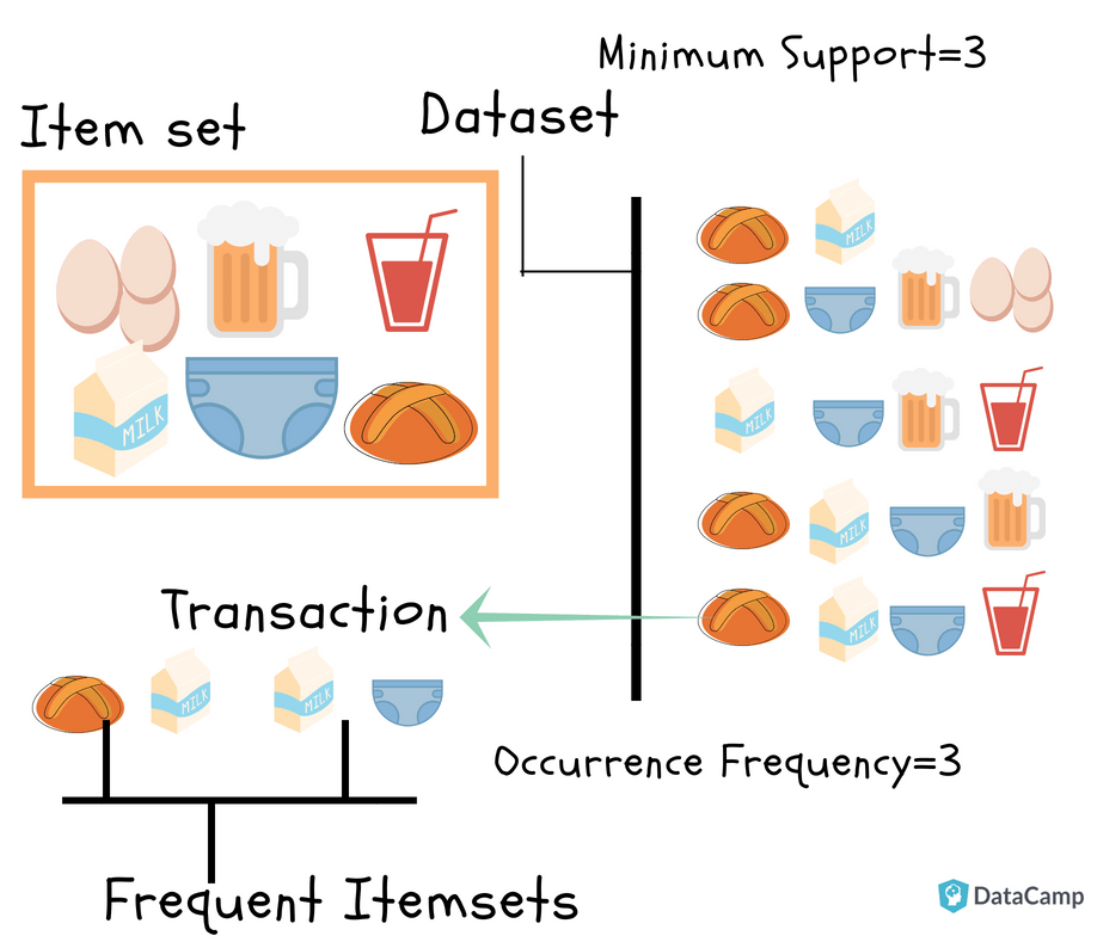 Minimum Support=3
Dataset
Item set
MILK
MILK
MILK
MILK
MILK
Transaction
MILK
MILK
Occurrence Frequency=3
Frequent Itemsets
DataCamp